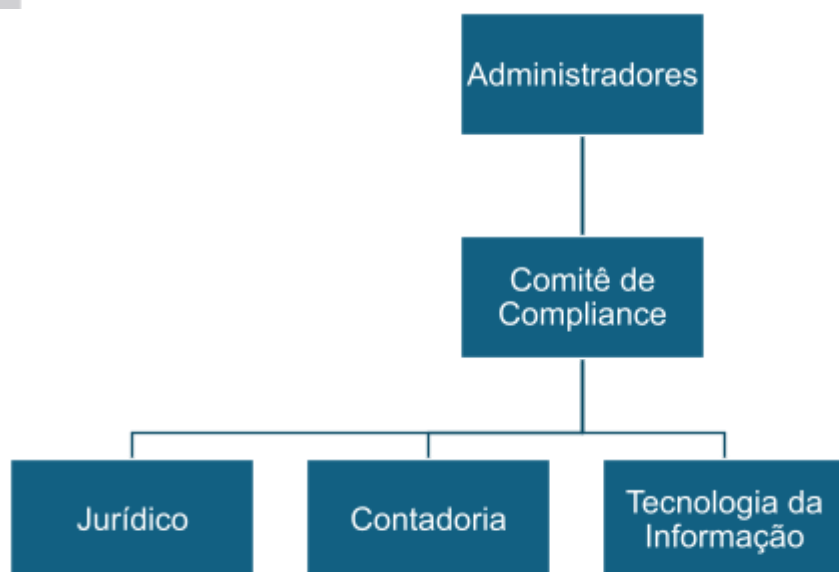 Administradores
Comitê de
Compliance
Jurídico
Contadoria
Tecnologia da
Informação